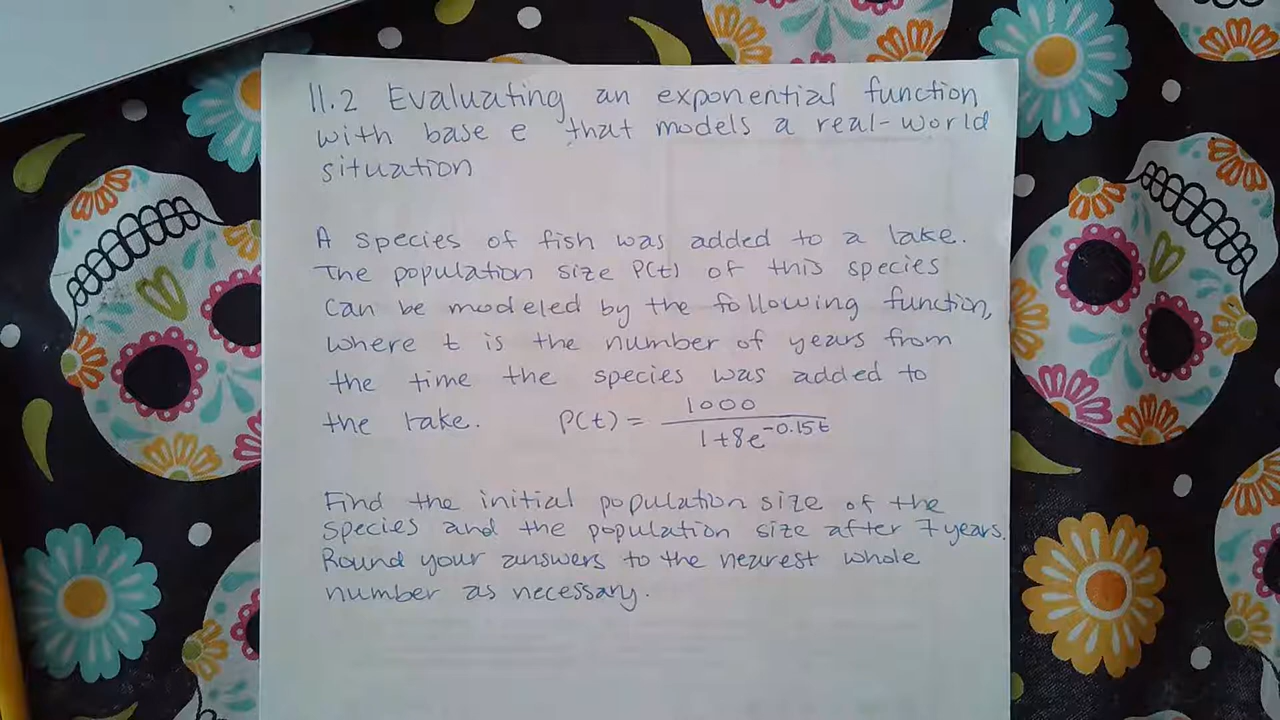 11.2 Evaluating an exponential function
with base e that models a real-world
situation
A species of fish was added to a lake.
The population size P(t) of this species
can be modeled by the following function,
where t is the number of years from
the time the species was added to
the lake. P(t) = 1000 / 1+8e^-0.15t
Find the initial population size of the
species and the population size after 7 years.
Round your answers to the nearest whole
number as necessary.